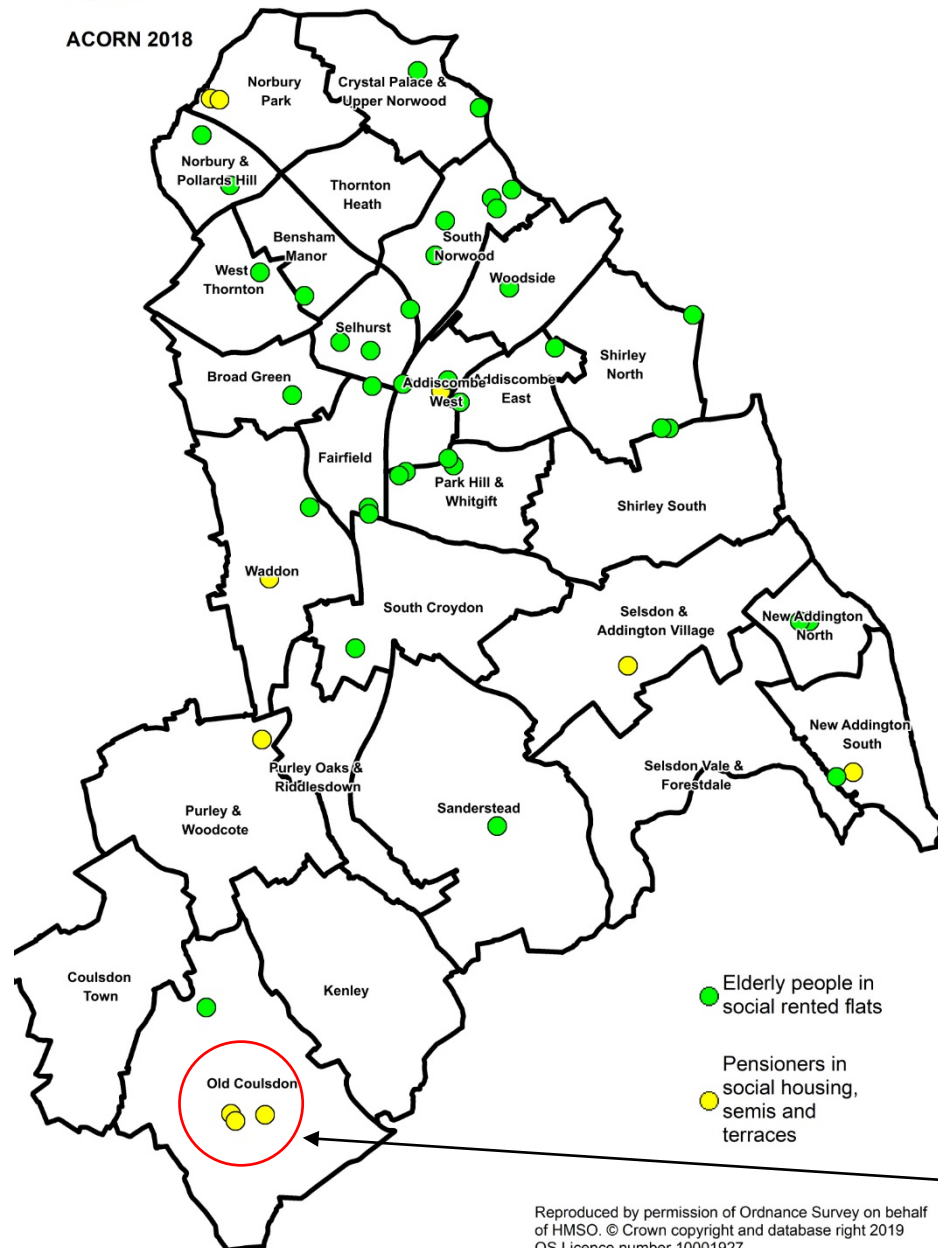 ACORN 2018
Norbury
Park
Crystal Palace &
Upper Norwood
Norbury &
Pollards Hill
Thornton
Heath
Bensham
Manor
South
Norwood
West
Thornton
Woodside
Selhurst
Shirley
North
Broad Green
Addiscombe
West
Addiscombe
East
Fairfield
Park Hill &
Whitgift
Shirley South
Waddon
South Croydon
Selsdon &
Addington Village
New Addington
North
New Addington
South
Purley Oaks &
Riddlesdown
Selsdon Vale &
Forestdale
Purley &
Woodcote
Sanderstead
Coulsdon
Town
Kenley
Old Coulsdon
Elderly people in
social rented flats
Pensioners in
social housing,
semis and
terraces
Reproduced by permission of Ordnance Survey on behalf
of HMSO. © Crown copyright and database right 2019
OS Licence number 10001927